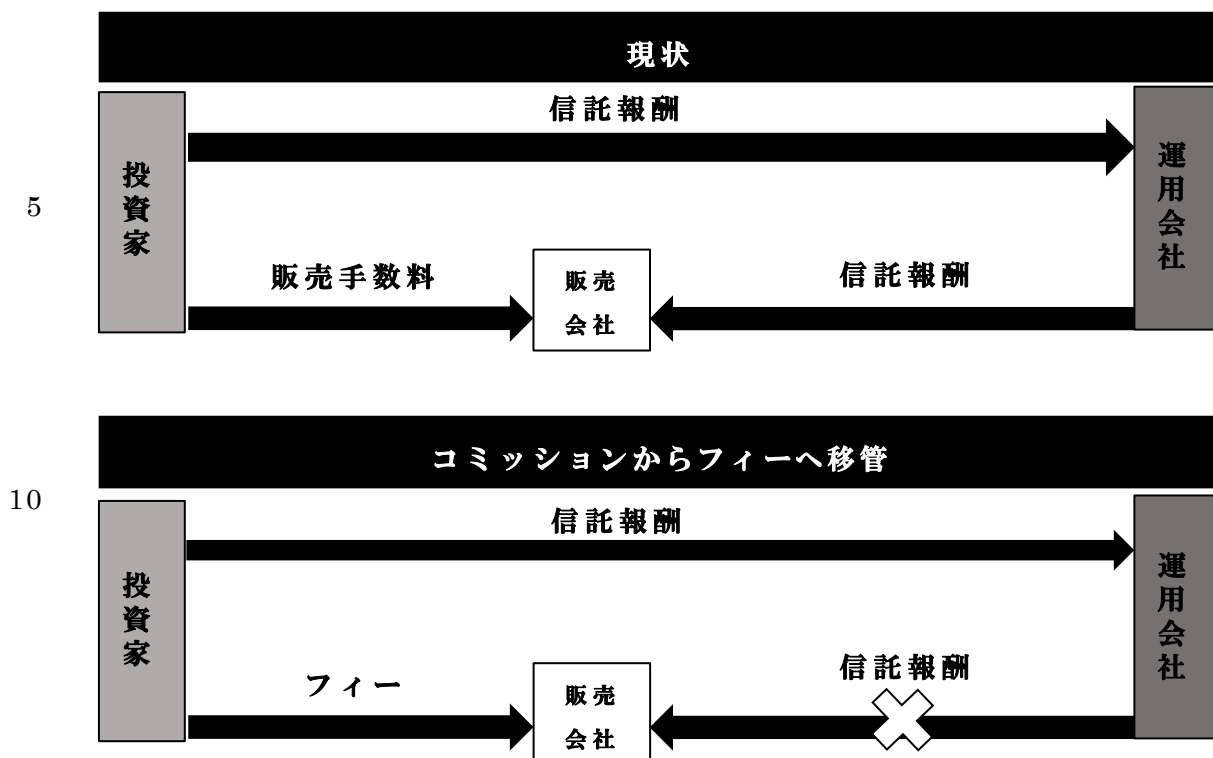 現状
信託報酬
投資家
運用会社
5
販売手数料
販売
会社
信託報酬
コミッションからフィーへ移管
10
信託報酬
投資家
運用会社
フィー
販売
会社
信託報酬